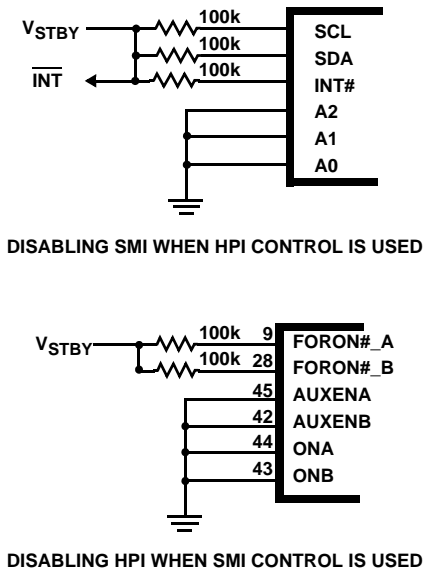 100k
VSTBY
SCL
100k
SDA
100k
INT
INT#
A2
A1
A0
DISABLING SMI WHEN HPI CONTROL IS USED
100k
9
VSTBY
FORON#_A
100k
28
FORON#_B
45
AUXENA
42
AUXENB
44
ONA
43
ONB
DISABLING HPI WHEN SMI CONTROL IS USED